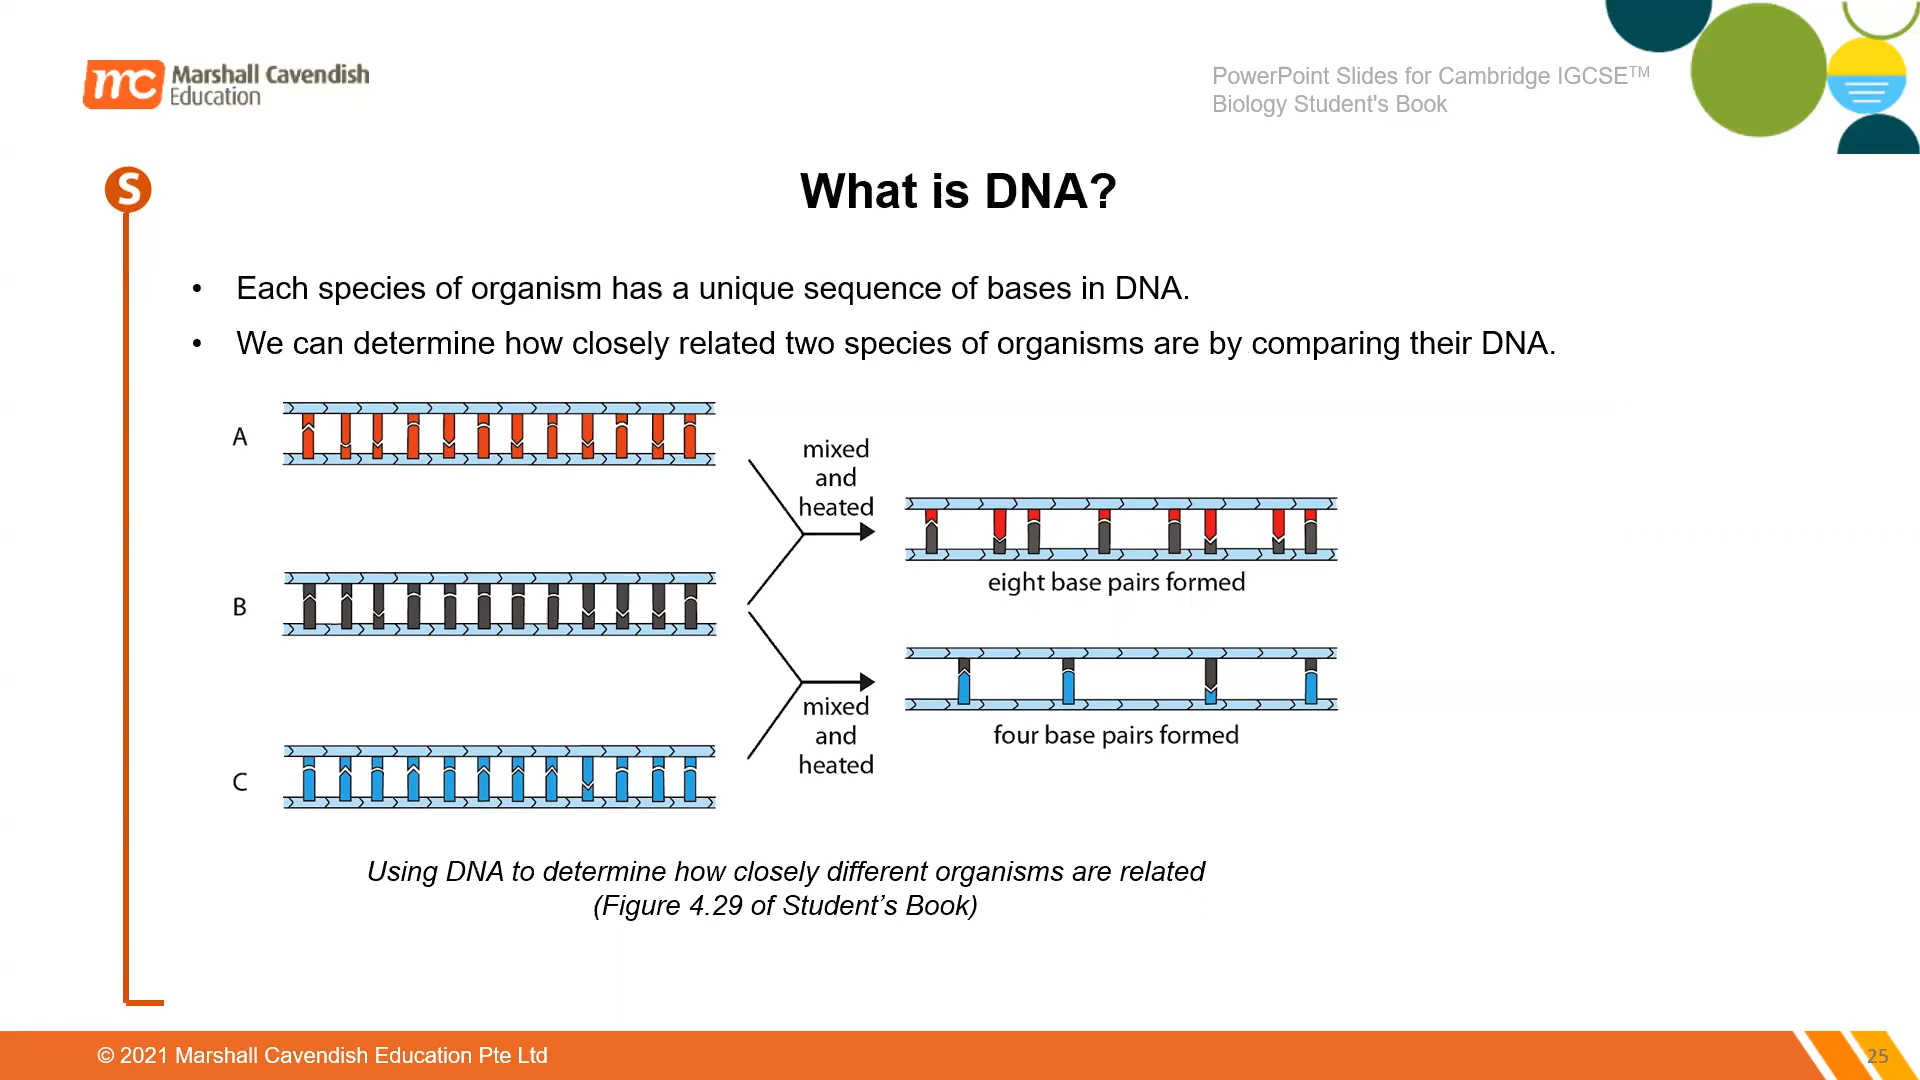 mc Marshall Cavendish
Education
PowerPoint Slides for Cambridge IGCSE™
Biology Student's Book
S
What is DNA?
• Each species of organism has a unique sequence of bases in DNA.
• We can determine how closely related two species of organisms are by comparing their DNA.
A
mixed
and
heated
eight base pairs formed
B
four base pairs formed
mixed
and
heated
C
Using DNA to determine how closely different organisms are related
(Figure 4.29 of Student’s Book)
© 2021 Marshall Cavendish Education Pte Ltd
25